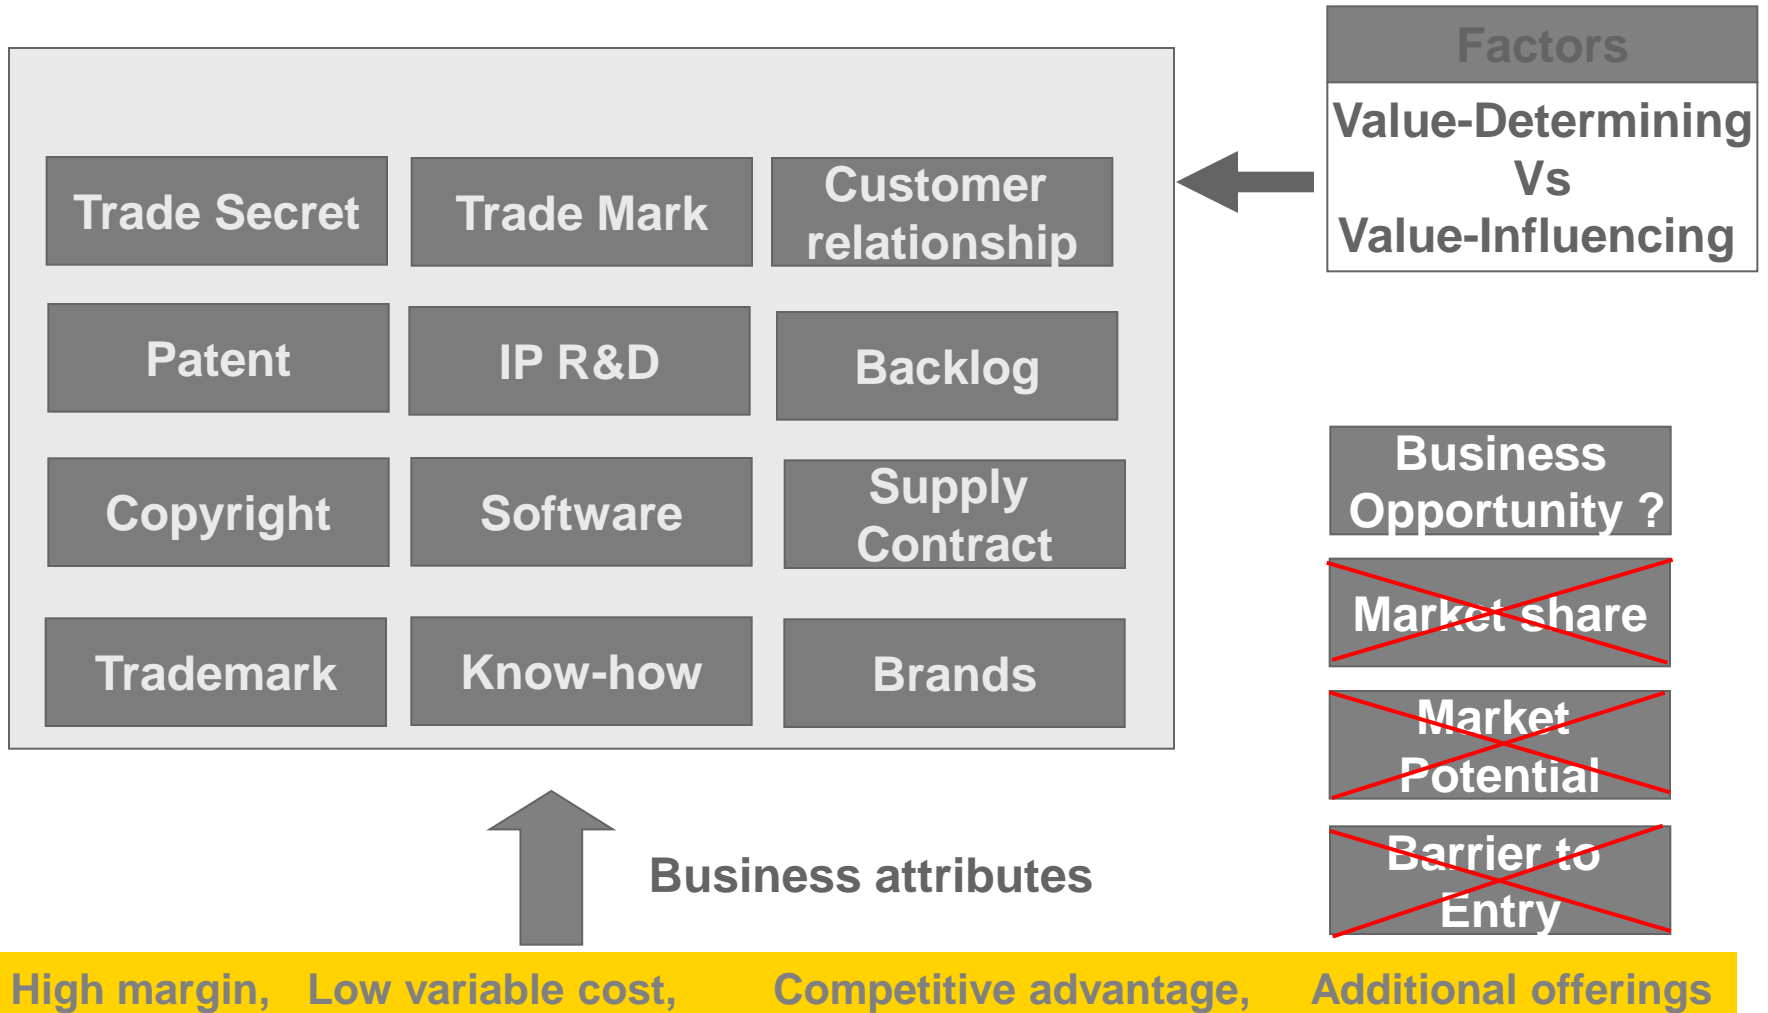 Factors
Value-Determining
Vs
Value-Influencing
Trade Secret
Trade Mark
Customer
relationship
Patent
IP R&D
Backlog
Copyright
Software
Supply
Contract
Trademark
Know-how
Brands
Business
Opportunity ?
Market share
Market
Potential
Barrier to
Entry
Business attributes
High margin, Low variable cost, Competitive advantage, Additional offerings